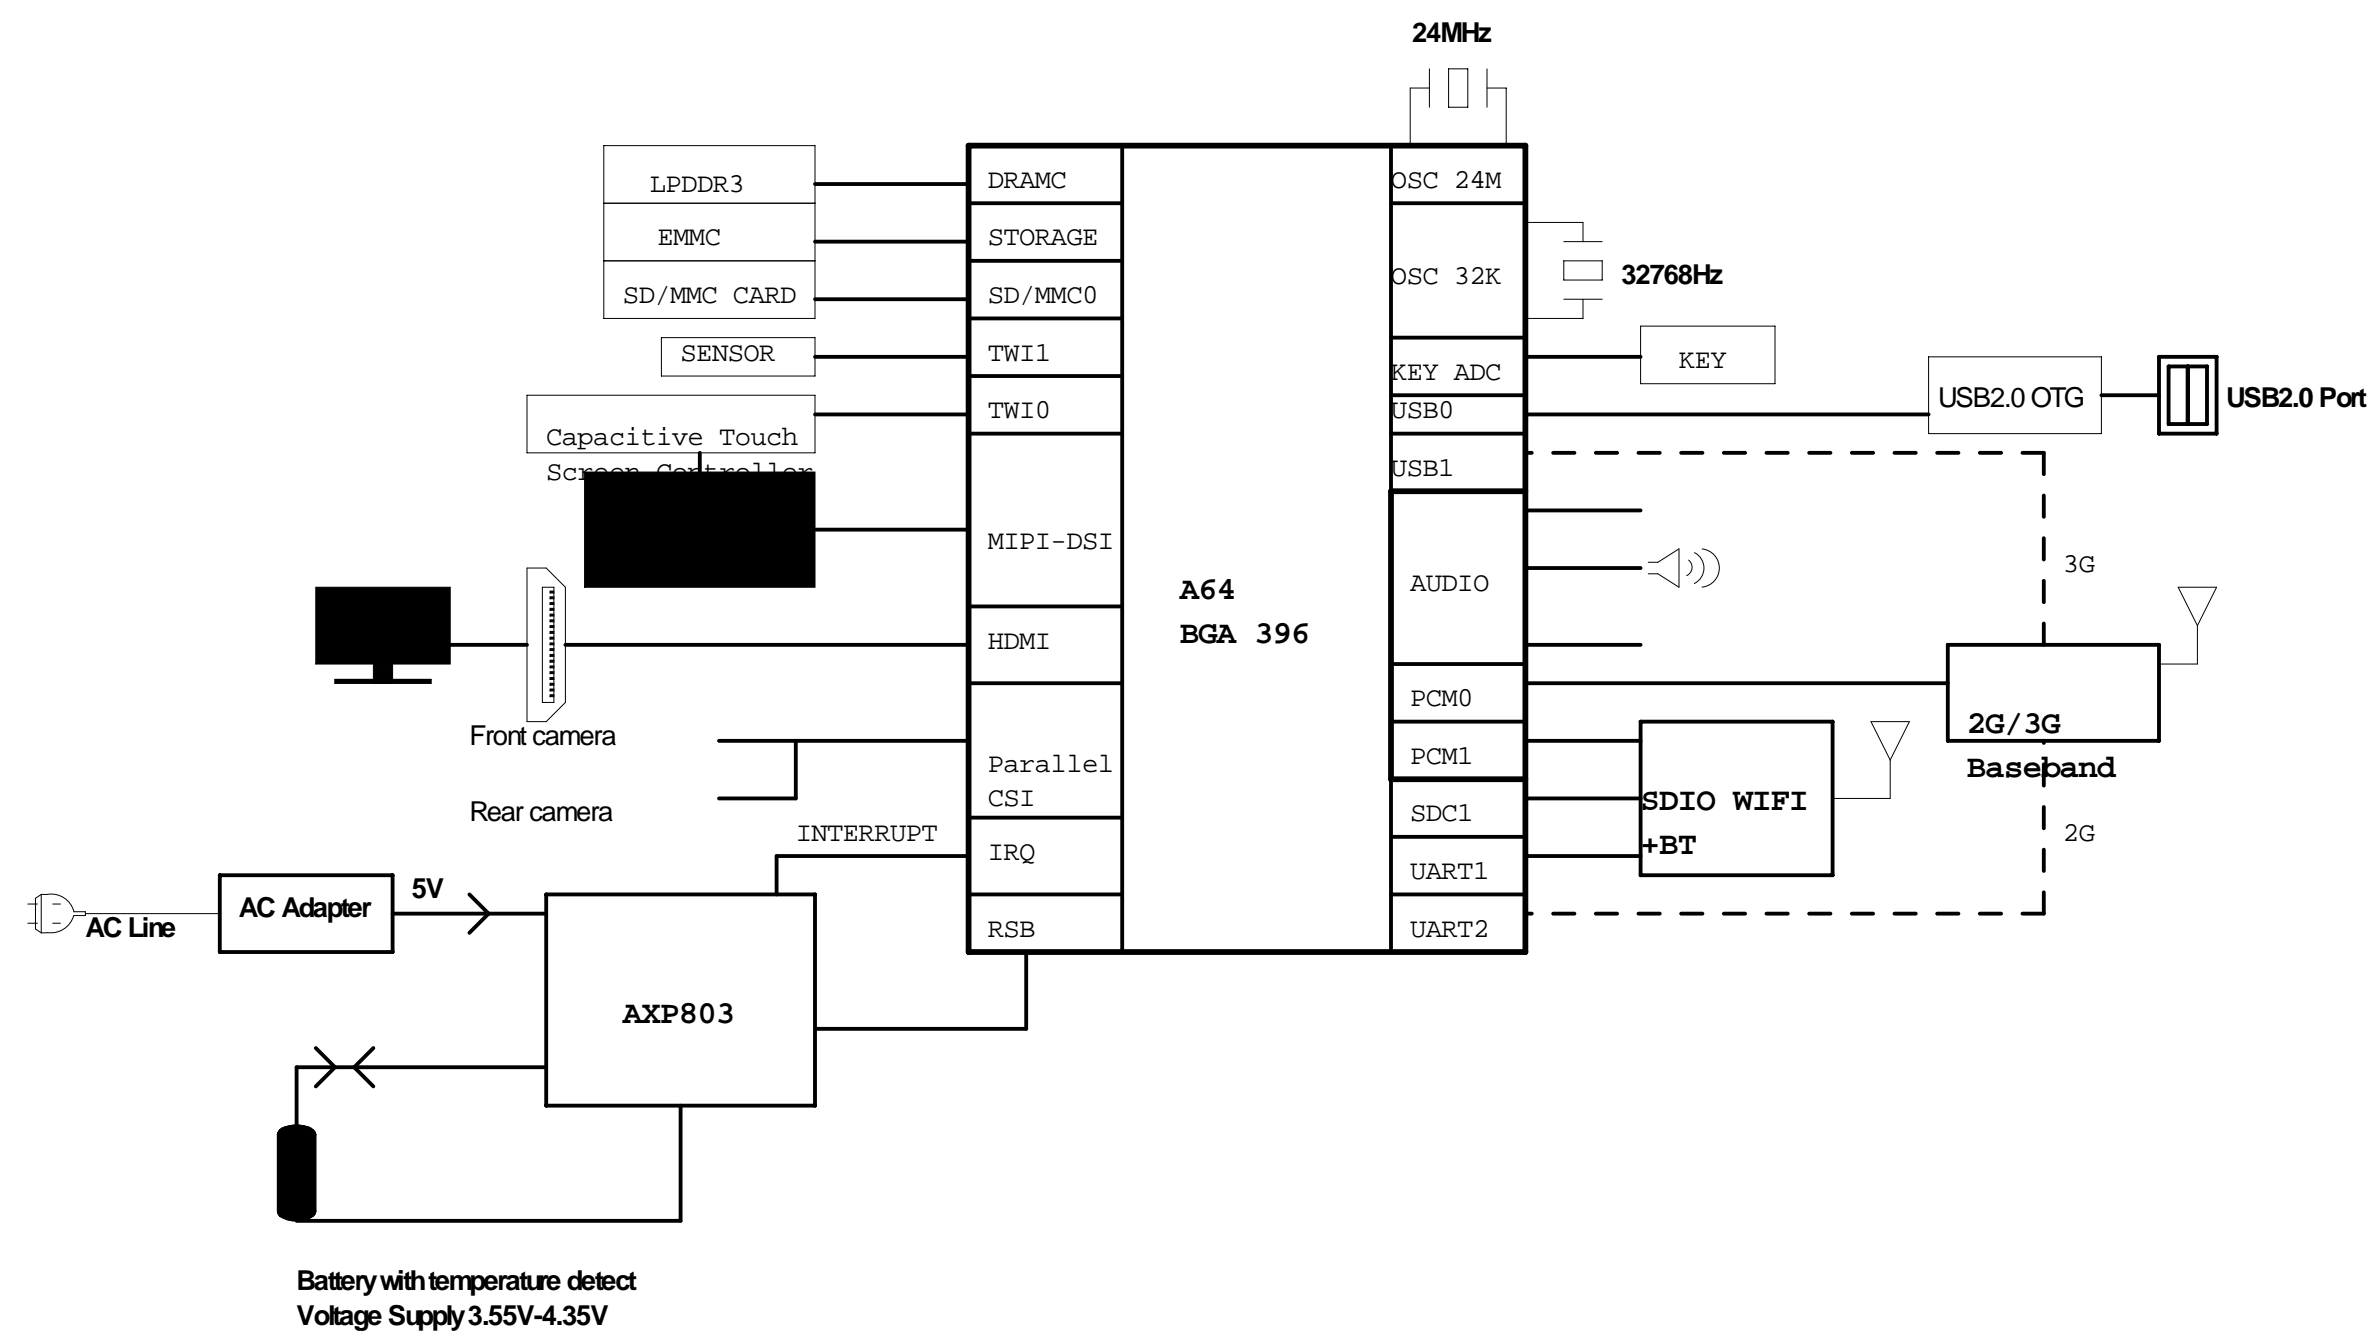 24MHz
LPDDR3
DRAMC
OSC 24M
EMMC
STORAGE
OSC 32K
32768Hz
SD/MMC CARD
SD/MMC0
SENSOR
TWI1
KEY ADC
KEY
Capacitive Touch
Screen Controller
TWI0
USB0
USB2.0 OTG
USB2.0 Port
USB1
MIPI-DSI
A64
BGA 396
AUDIO
3G
HDMI
PCM0
2G/3G
Baseband
Front camera
Rear camera
Parallel
CSI
PCM1
SDIO WIFI
+BT
SDC1
INTERRUPT
IRQ
UART1
2G
AC Line
AC Adapter
5V
RSB
UART2
AXP803
Battery with temperature detect
Voltage Supply 3.55V-4.35V